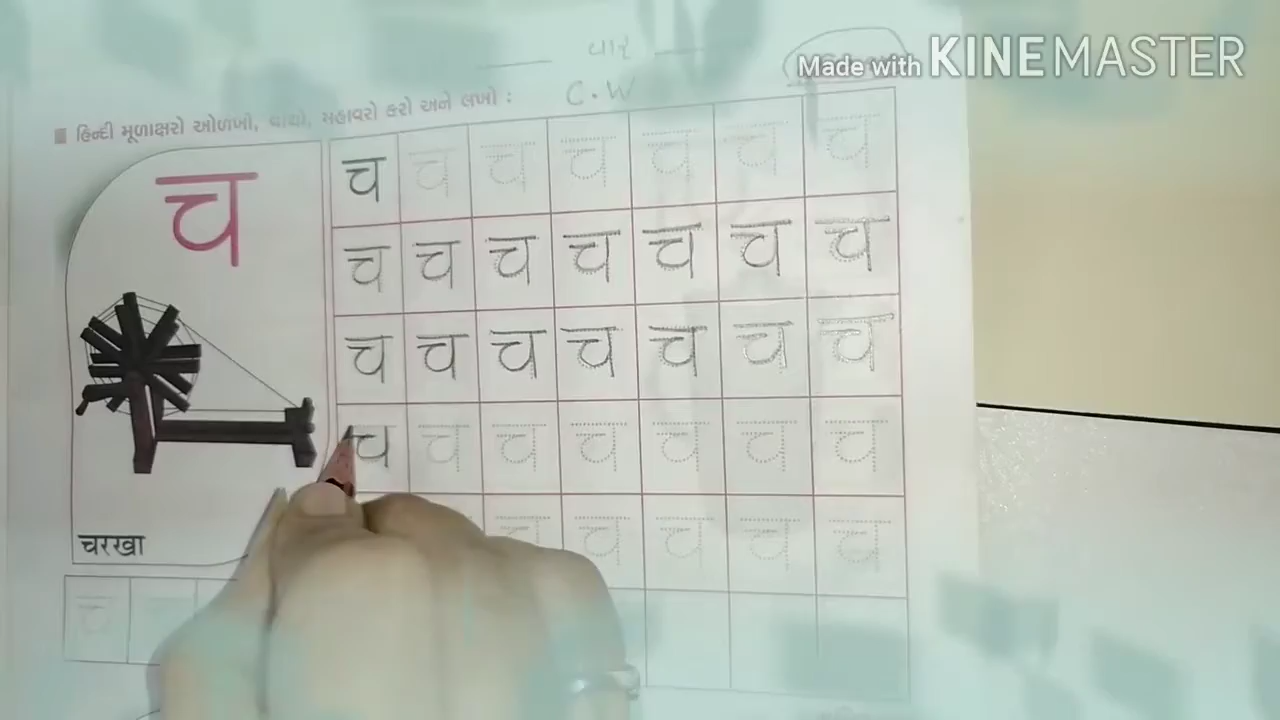 વાર
C.W
Made with KINEMASTER
હિન્દી મૂળાક્ષરો ઓળખો, વાંચો, મહાવરો કરો અને લખો :
च
च च च च च च च
च च च च च च च
च च च च च च च
च च च च च च च
च च च च च
चरखा
च